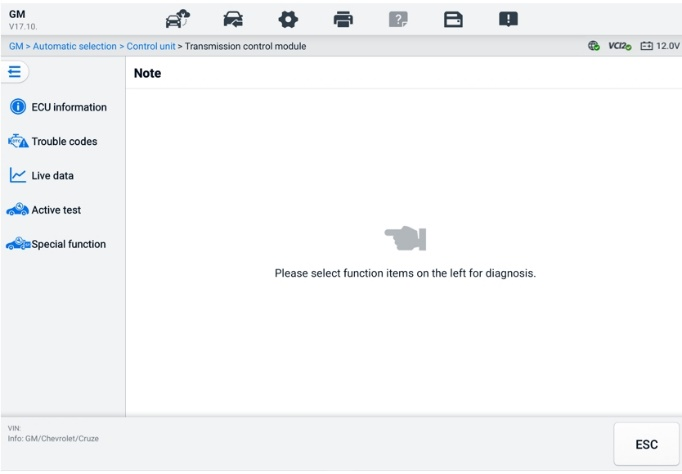 GM
V17.10.
GM > Automatic selection > Control unit > Transmission control module
VCI2 12.0V
Note
ECU information
Trouble codes
Live data
Active test
Special function
Please select function items on the left for diagnosis.
VIN:
Info: GM/Chevrolet/Cruze
ESC